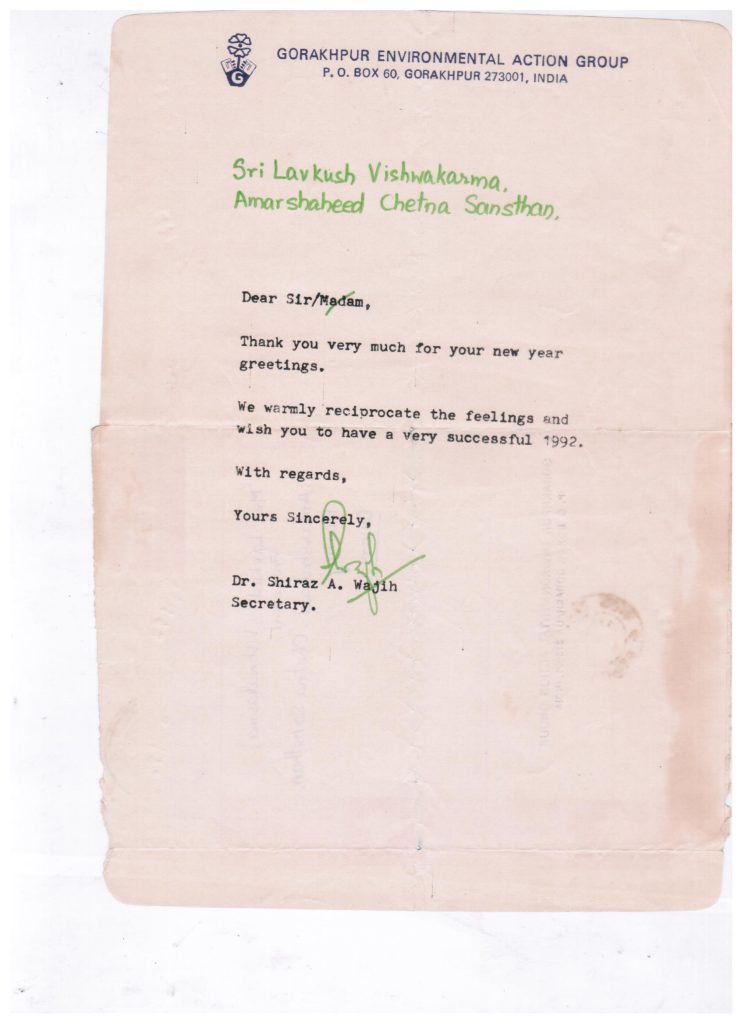 GORAKHPUR ENVIRONMENTAL ACTION GROUP
P. O. BOX 60, GORAKHPUR 273001, INDIA
G
Sri Lavkush Vishwakarma,
Amarshaheed Chetna Sansthan,
Dear Sir/Madam,
Thank you very much for your new year
greetings.
We warmly reciprocate the feelings and
wish you to have a very successful 1992.
With regards,
Yours Sincerely,
Dr. Shiraz A. Wajih
Secretary.